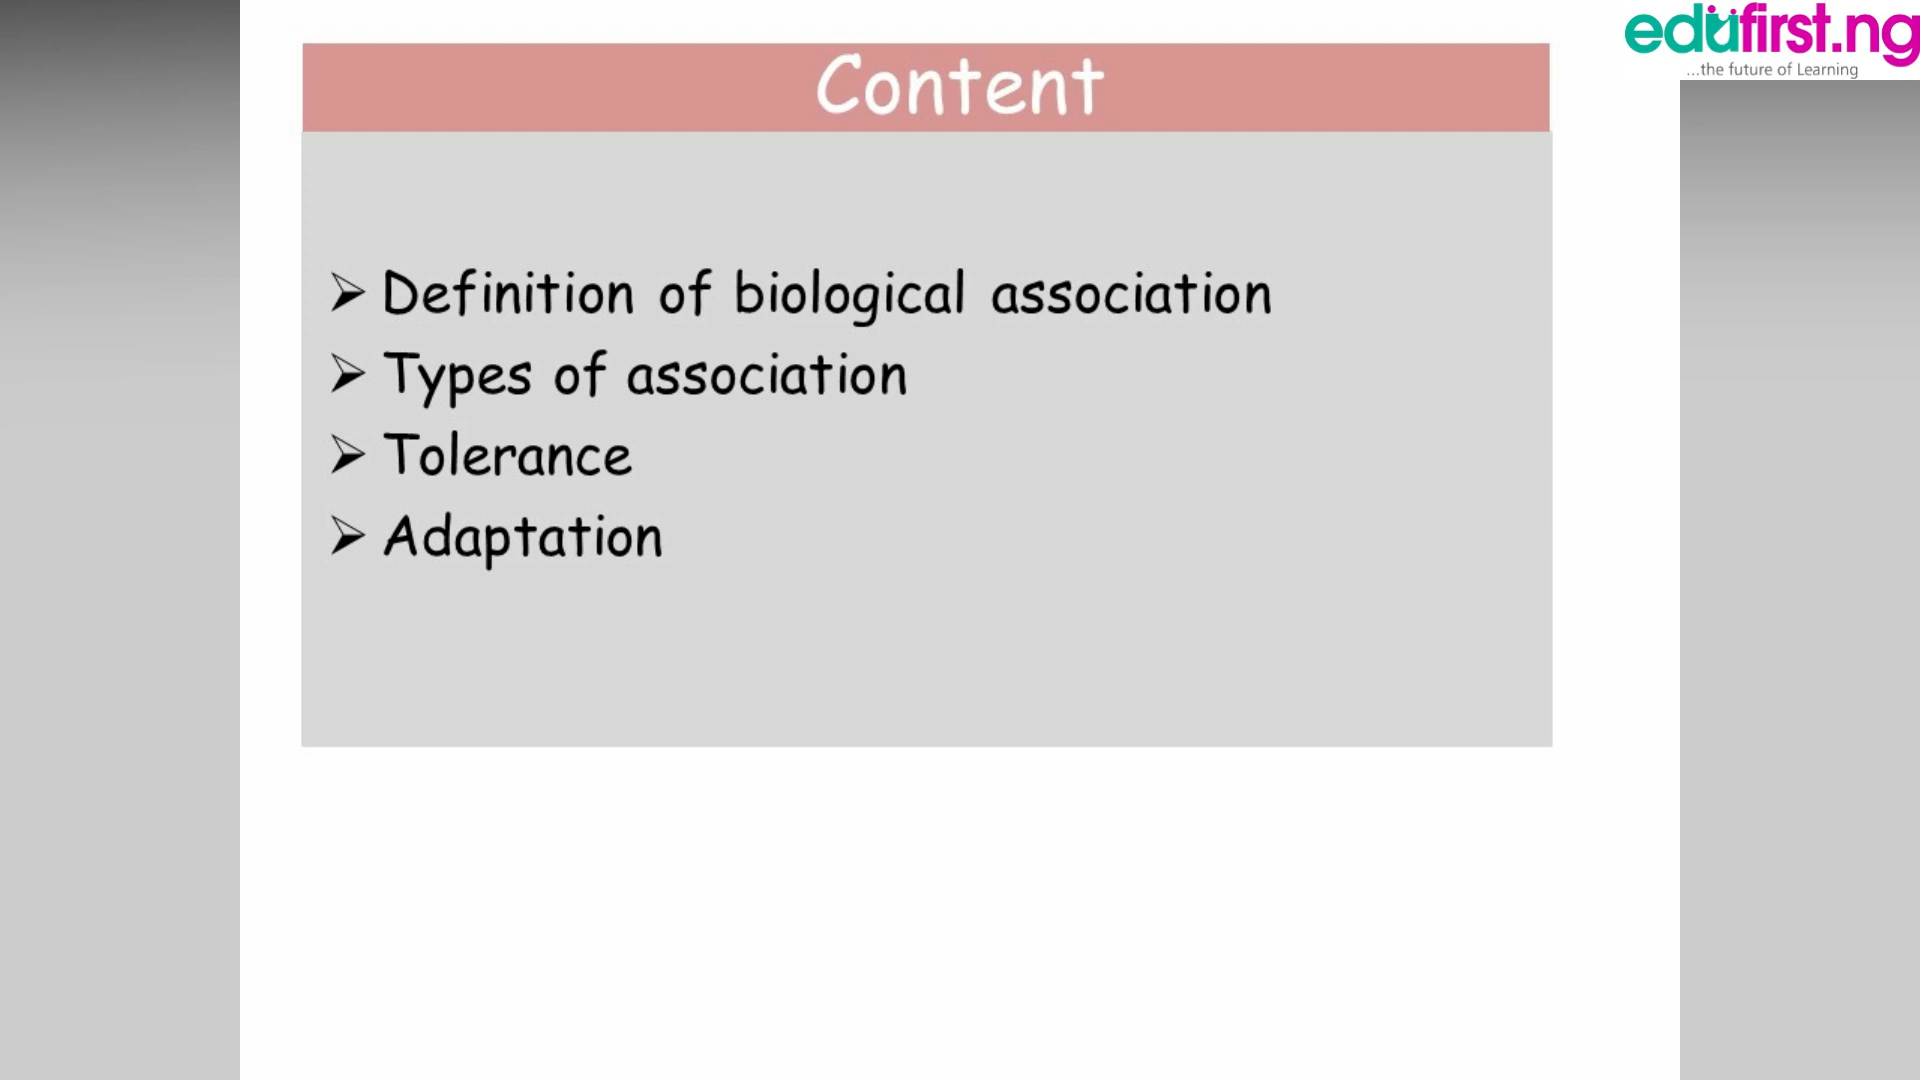 edufirst.ng
...the future of Learning
Content
➢ Definition of biological association
➢ Types of association
➢ Tolerance
➢ Adaptation